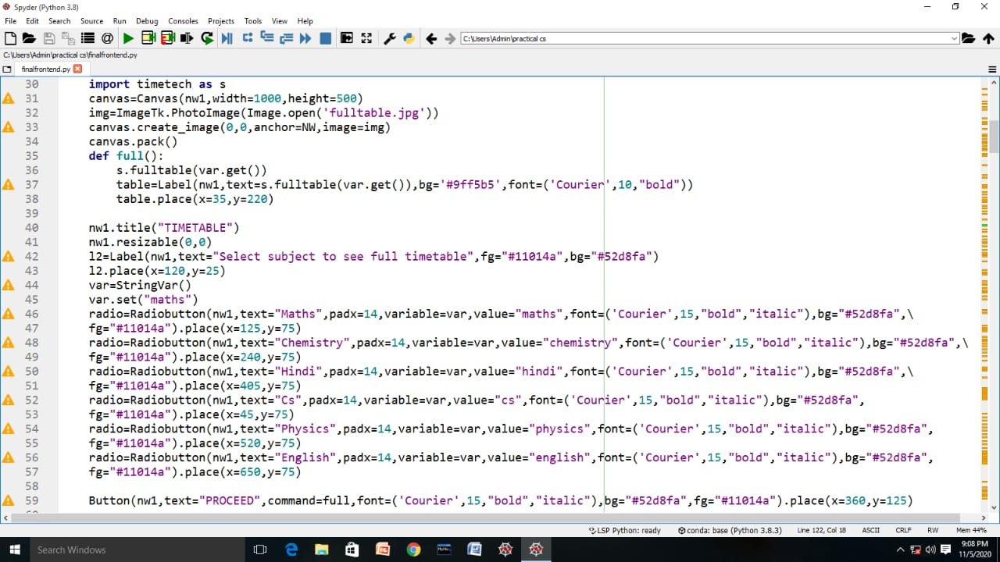 Spyder (Python 3.8)
File Edit Search Source Run Debug Consoles Projects Tools View Help
C:\Users\Admin\practical cs
C:\Users\Admin\practical cs\finalfrontend.py
finalfrontend.py
30 import timetech as s
31 canvas=Canvas(nw1,width=1000,height=500)
32 img=ImageTk.PhotoImage(Image.open('fulltable.jpg'))
33 canvas.create_image(0,0,anchor=NW,image=img)
34 canvas.pack()
35 def full():
36 s.fulltable(var.get())
37 table=Label(nw1,text=s.fulltable(var.get()),bg='#9ff5b5',font=('Courier',10,"bold"))
38 table.place(x=35,y=220)
39
40 nw1.title("TIMETABLE")
41 nw1.resizable(0,0)
42 l2=Label(nw1,text="Select subject to see full timetable",fg="#11014a",bg="#52d8fa")
43 l2.place(x=120,y=25)
44 var=StringVar()
45 var.set("maths")
46 radio=Radiobutton(nw1,text="Maths",padx=14,variable=var,value="maths",font=('Courier',15,"bold","italic"),bg="#52d8fa",\
47 fg="#11014a").place(x=125,y=75)
48 radio=Radiobutton(nw1,text="Chemistry",padx=14,variable=var,value="chemistry",font=('Courier',15,"bold","italic"),bg="#52d8fa",\
49 fg="#11014a").place(x=240,y=75)
50 radio=Radiobutton(nw1,text="Hindi",padx=14,variable=var,value="hindi",font=('Courier',15,"bold","italic"),bg="#52d8fa",\
51 fg="#11014a").place(x=405,y=75)
52 radio=Radiobutton(nw1,text="Cs",padx=14,variable=var,value="cs",font=('Courier',15,"bold","italic"),bg="#52d8fa",
53 fg="#11014a").place(x=45,y=75)
54 radio=Radiobutton(nw1,text="Physics",padx=14,variable=var,value="physics",font=('Courier',15,"bold","italic"),bg="#52d8fa",
55 fg="#11014a").place(x=520,y=75)
56 radio=Radiobutton(nw1,text="English",padx=14,variable=var,value="english",font=('Courier',15,"bold","italic"),bg="#52d8fa",
57 fg="#11014a").place(x=650,y=75)
58
59 Button(nw1,text="PROCEED",command=full,font=('Courier',15,"bold","italic"),bg="#52d8fa",fg="#11014a").place(x=360,y=125)
LSP Python: ready conda: base (Python 3.8.3) Line 122, Col 18 ASCII CRLF RW Mem 44%
Search Windows
9:08 PM
11/5/2020